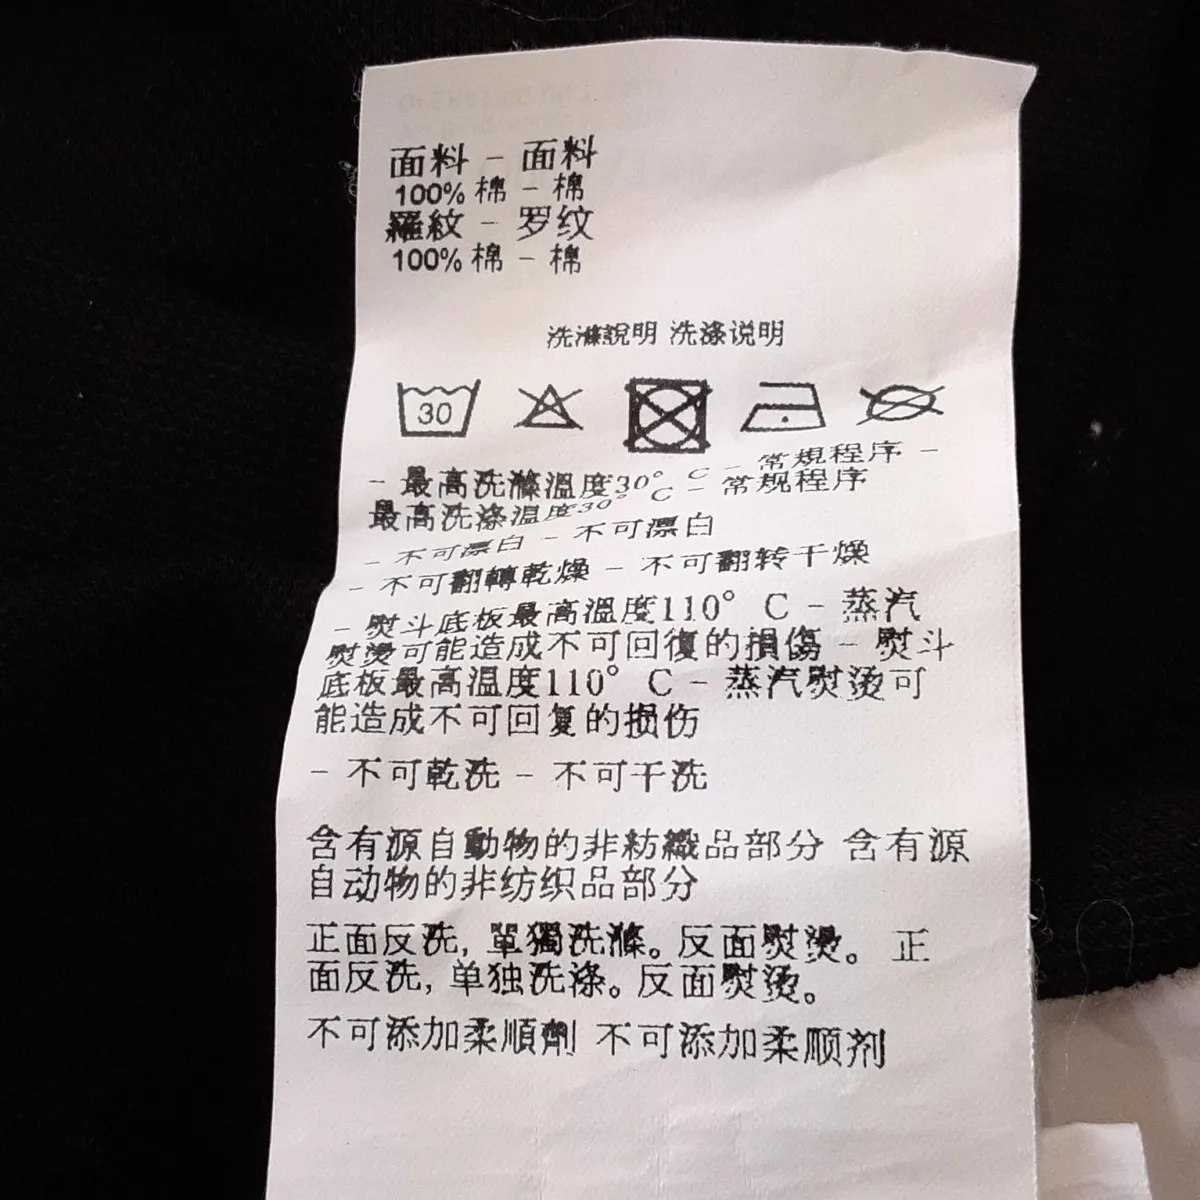 面料 - 面料
100% 棉 - 棉
羅紋 - 罗纹
100% 棉 - 棉
洗滌說明 洗涤说明
30
- 最高洗滌溫度30° C - 常規程序 -
最高洗涤温度30° C - 常规程序
- 不可漂白 - 不可漂白
- 不可翻轉乾燥 - 不可翻转干燥
- 熨斗底板最高溫度110° C - 蒸汽
熨燙可能造成不可回復的損傷 - 熨斗
底板最高温度110° C - 蒸汽熨烫可
能造成不可回复的损伤
- 不可乾洗 - 不可干洗
含有源自動物的非紡織品部分 含有源
自动物的非纺织品部分
正面反洗, 單獨洗滌。反面熨燙。 正
面反洗, 单独洗涤。反面熨烫。
不可添加柔順劑 不可添加柔顺剂